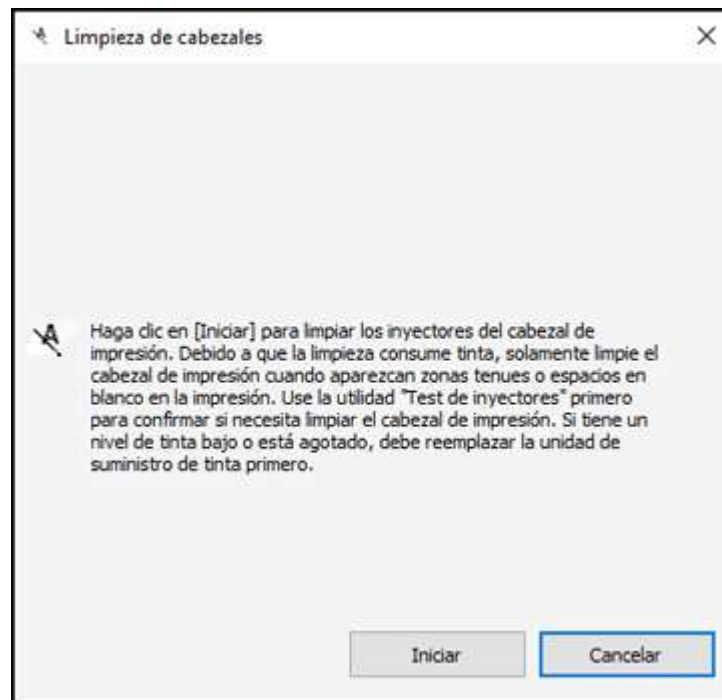 Limpieza de cabezales
Haga clic en [Iniciar] para limpiar los inyectores del cabezal de
impresión. Debido a que la limpieza consume tinta, solamente limpie el
cabezal de impresión cuando aparezcan zonas tenues o espacios en
blanco en la impresión. Use la utilidad "Test de inyectores" primero
para confirmar si necesita limpiar el cabezal de impresión. Si tiene un
nivel de tinta bajo o está agotado, debe reemplazar la unidad de
suministro de tinta primero.
Iniciar
Cancelar